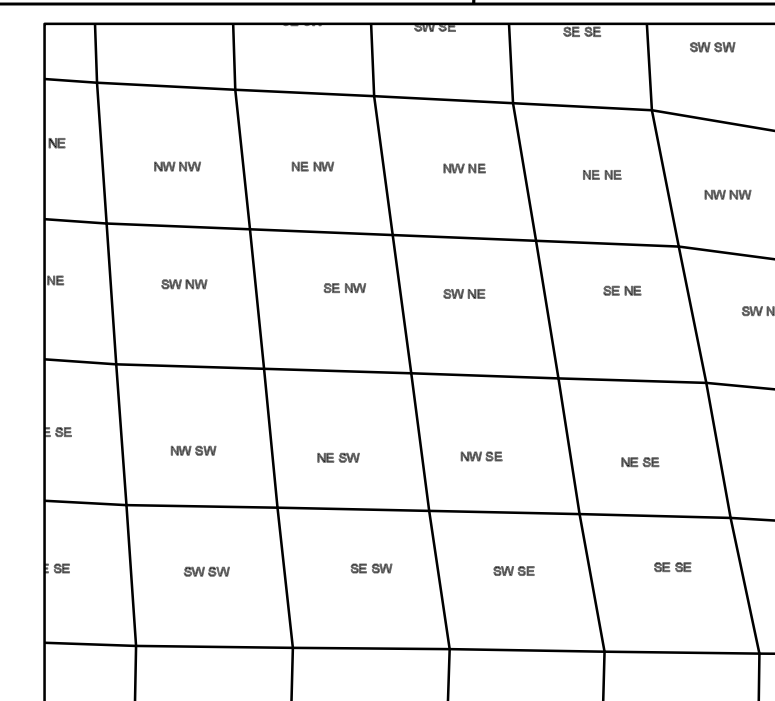 SW SE
SE SE
SW SW
NE
NW NW
NE NW
NW NE
NE NE
NW NW
NE
SW NW
SE NW
SW NE
SE NE
SW N
E SE
NW SW
NE SW
NW SE
NE SE
E SE
SW SW
SE SW
SW SE
SE SE